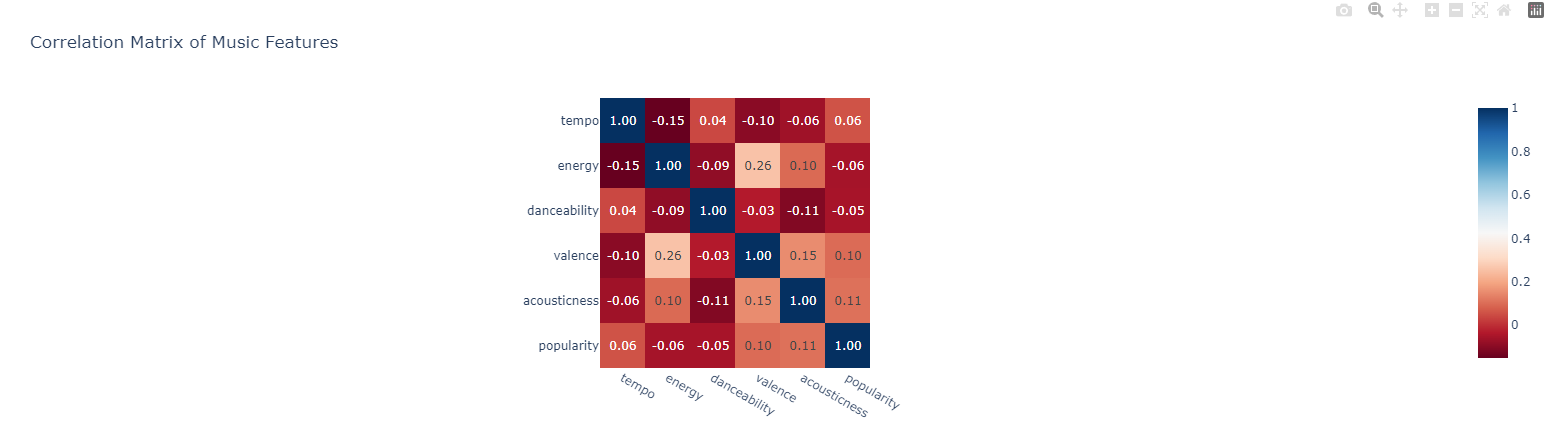 Correlation Matrix of Music Features
tempo 1.00 -0.15 0.04 -0.10 -0.06 0.06
energy -0.15 1.00 -0.09 0.26 0.10 -0.06
danceability 0.04 -0.09 1.00 -0.03 -0.11 -0.05
valence -0.10 0.26 -0.03 1.00 0.15 0.10
acousticness -0.06 0.10 -0.11 0.15 1.00 0.11
popularity 0.06 -0.06 -0.05 0.10 0.11 1.00
tempo energy danceability valence acousticness popularity
1
0.8
0.6
0.4
0.2
0